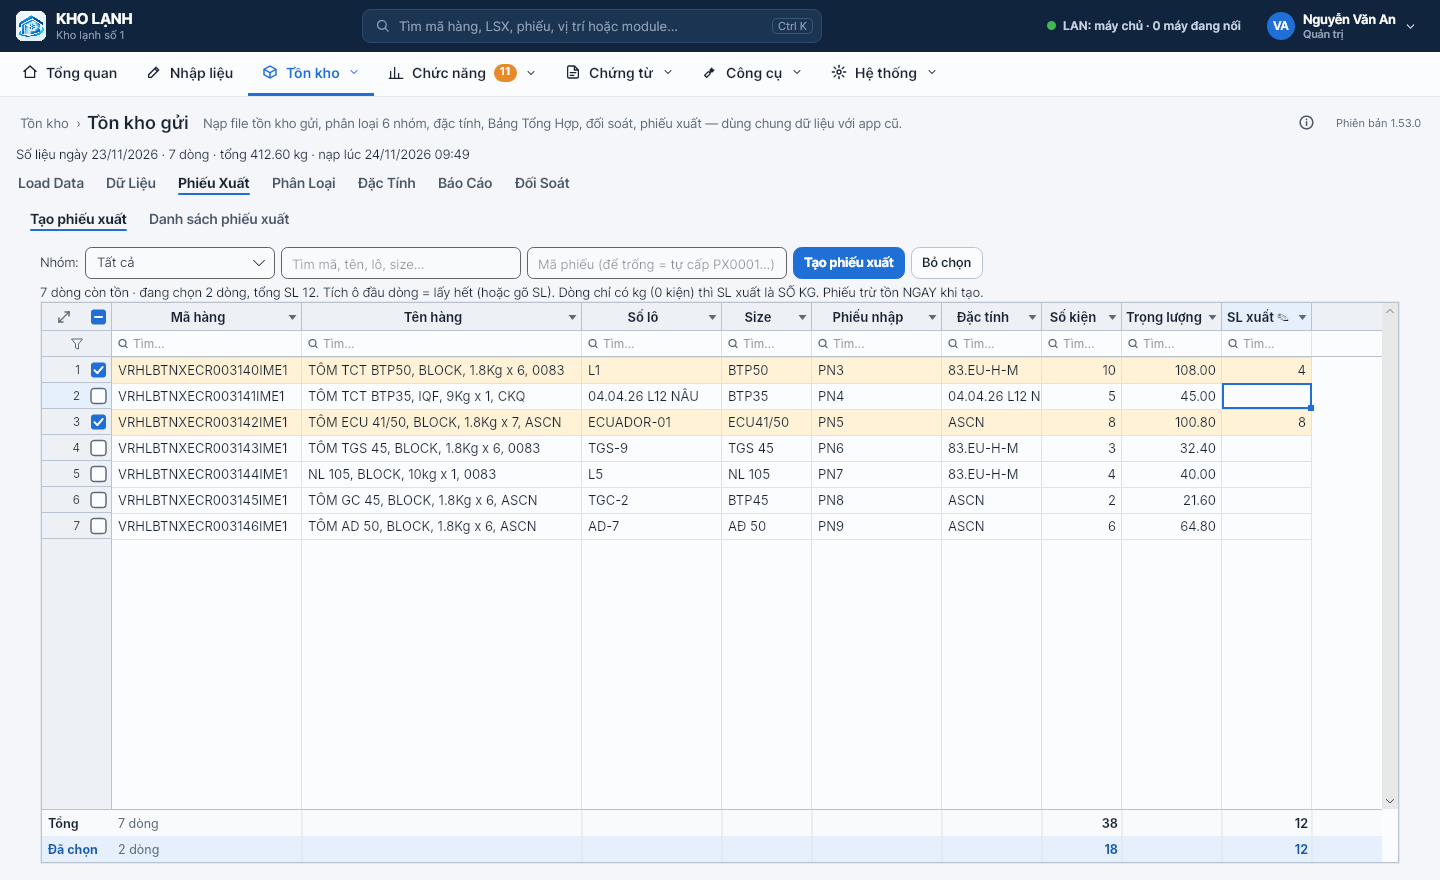 KHO LẠNH
Kho lạnh số 1
Tìm mã hàng, LSX, phiếu, vị trí hoặc module... Ctrl K
LAN: máy chủ · 0 máy đang nối
VA Nguyễn Văn An
Quản trị
Tổng quan Nhập liệu Tồn kho Chức năng 11 Chứng từ Công cụ Hệ thống
Tồn kho › Tồn kho gửi Nạp file tồn kho gửi, phân loại 6 nhóm, đặc tính, Bảng Tổng Hợp, đối soát, phiếu xuất — dùng chung dữ liệu với app cũ. Phiên bản 1.53.0
Số liệu ngày 23/11/2026 · 7 dòng · tổng 412.60 kg · nạp lúc 24/11/2026 09:49
Load Data Dữ Liệu Phiếu Xuất Phân Loại Đặc Tính Báo Cáo Đối Soát
Tạo phiếu xuất Danh sách phiếu xuất
Nhóm: Tất cả Tìm mã, tên, lô, size... Mã phiếu (để trống = tự cấp PX0001...) Tạo phiếu xuất Bỏ chọn
7 dòng còn tồn · đang chọn 2 dòng, tổng SL 12. Tích ô đầu dòng = lấy hết (hoặc gõ SL). Dòng chỉ có kg (0 kiện) thì SL xuất là SỐ KG. Phiếu trừ tồn NGAY khi tạo.
Mã hàng Tên hàng Số lô Size Phiếu nhập Đặc tính Số kiện Trọng lượng SL xuất ✎
Tìm... Tìm... Tìm... Tìm... Tìm... Tìm... Tìm... Tìm... Tìm...
1 VRHLBTNXECR003140IME1 TÔM TCT BTP50, BLOCK, 1.8Kg x 6, 0083 L1 BTP50 PN3 83.EU-H-M 10 108.00 4
2 VRHLBTNXECR003141IME1 TÔM TCT BTP35, IQF, 9Kg x 1, CKQ 04.04.26 L12 NÂU BTP35 PN4 04.04.26 L12 N 5 45.00
3 VRHLBTNXECR003142IME1 TÔM ECU 41/50, BLOCK, 1.8Kg x 7, ASCN ECUADOR-01 ECU41/50 PN5 ASCN 8 100.80 8
4 VRHLBTNXECR003143IME1 TÔM TGS 45, BLOCK, 1.8Kg x 6, 0083 TGS-9 TGS 45 PN6 83.EU-H-M 3 32.40
5 VRHLBTNXECR003144IME1 NL 105, BLOCK, 10kg x 1, 0083 L5 NL 105 PN7 83.EU-H-M 4 40.00
6 VRHLBTNXECR003145IME1 TÔM GC 45, BLOCK, 1.8Kg x 6, ASCN TGC-2 BTP45 PN8 ASCN 2 21.60
7 VRHLBTNXECR003146IME1 TÔM AD 50, BLOCK, 1.8Kg x 6, ASCN AD-7 AĐ 50 PN9 ASCN 6 64.80
Tổng 7 dòng 38 12
Đã chọn 2 dòng 18 12